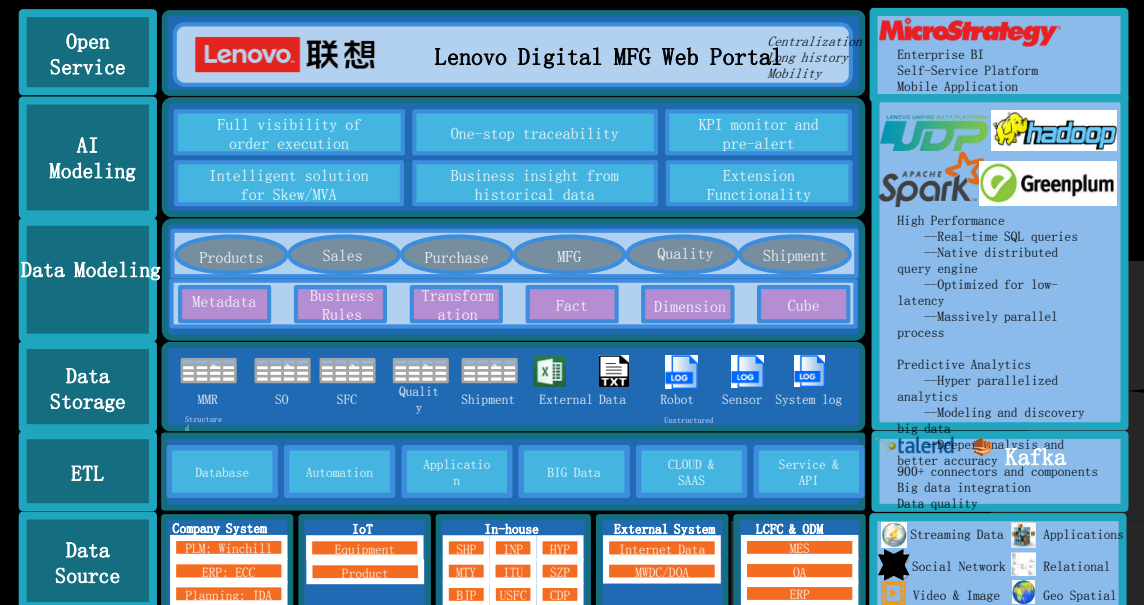 Open
Service
Lenovo 联想
Lenovo Digital MFG Web Portal
Centralization
Long history
Mobility
MicroStrategy
Enterprise BI
Self-Service Platform
Mobile Application
AI
Modeling
Full visibility of
order execution
One-stop traceability
KPI monitor and
pre-alert
Intelligent solution
for Skew/MVA
Business insight from
historical data
Extension
Functionality
LENOVO UNIFIED DATA PLATFORM
UDP
hadoop
APACHE
Spark
Greenplum
High Performance
--Real-time SQL queries
--Native distributed
query engine
--Optimized for low-
latency
--Massively parallel
process
Predictive Analytics
--Hyper parallelized
analytics
--Modeling and discovery
big data
--Deeper analysis and
better accuracy
Data Modeling
Products
Sales
Purchase
MFG
Quality
Shipment
Metadata
Business
Rules
Transform
ation
Fact
Dimension
Cube
Data
Storage
TXT
LOG
LOG
LOG
MMR
SO
SFC
Qualit
y
Shipment
External Data
Robot
Sensor
System log
Structure
d
Unstructured
ETL
Database
Automation
Applicatio
n
BIG Data
CLOUD &
SAAS
Service &
API
talend
Kafka
900+ connectors and components
Big data integration
Data quality
Data
Source
Company System
PLM: Winchill
ERP: ECC
Planning: JDA
IoT
Equipment
Product
In-house
SHP
INP
HYP
MTY
ITU
SZP
BJP
USFC
CDP
External System
Internet Data
MWDC/DOA
LCFC & ODM
MES
OA
ERP
Streaming Data
Applications
Social Network
Relational
Video & Image
Geo Spatial